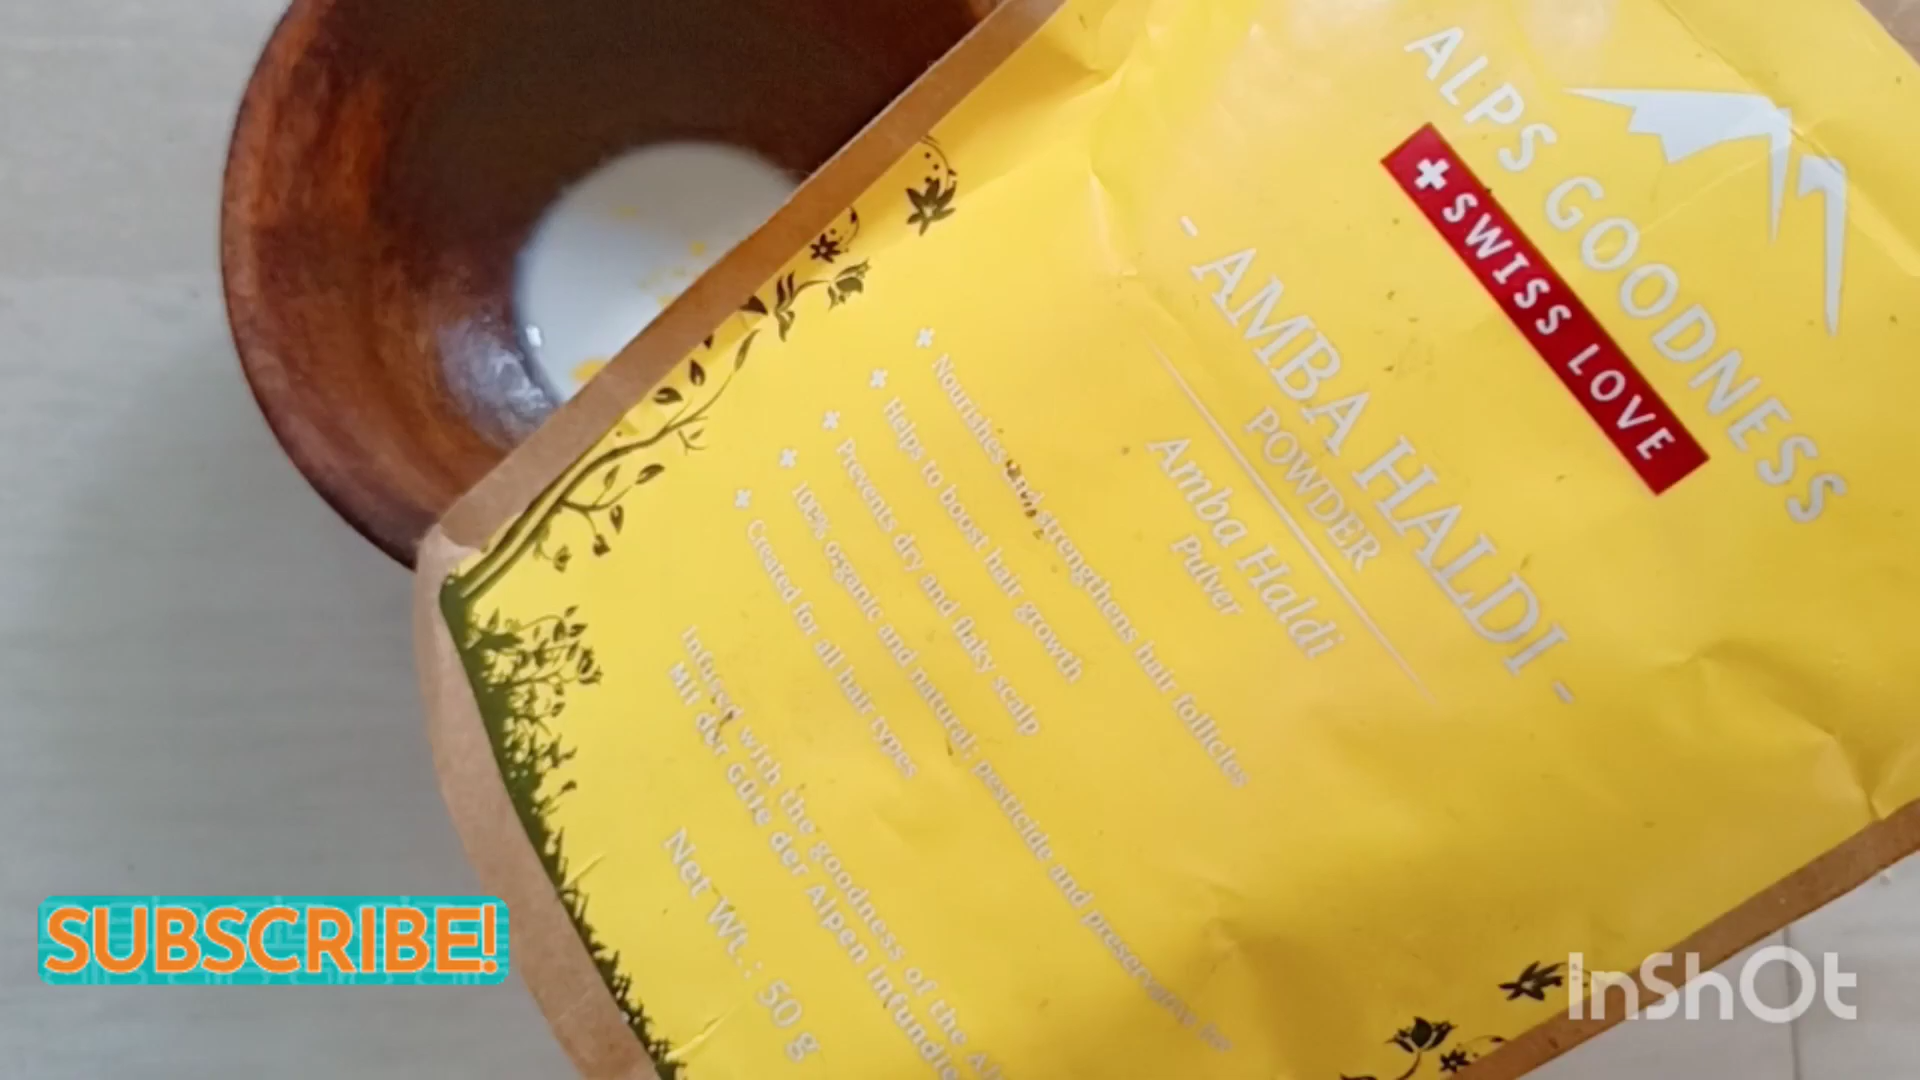 ALPS GOODNESS
SWISS LOVE
- AMBA HALDI -
POWDER
Amba Haldi
Pulver
Nourishes and strengthens hair follicles
Helps to boost hair growth
Prevents dry and flaky scalp
100% organic and natural; pesticide and preservative
Created for all hair types
Infused with the goodness of the
Mit der Güte der Alpen
Net Wt.: 50 g
SUBSCRIBE!
InShOt